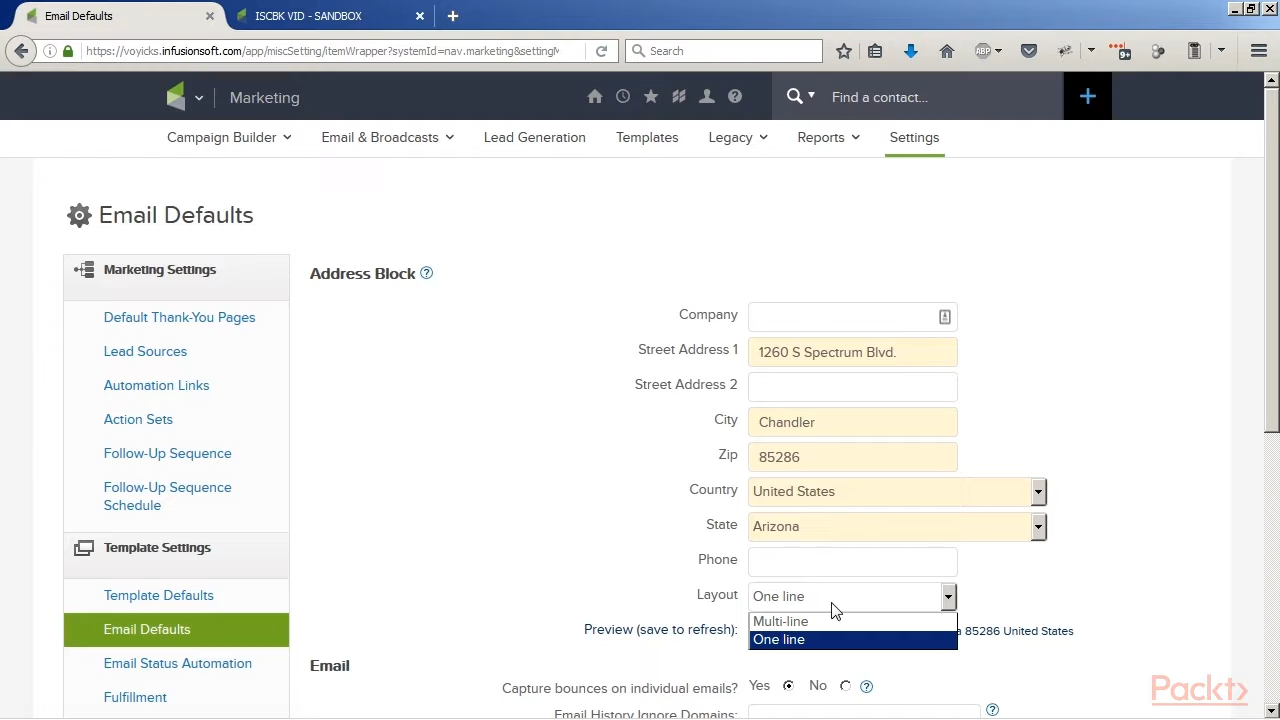 Email Defaults
ISCBK VID - SANDBOX
https://voyicks.infusionsoft.com/app/miscSetting/itemWrapper?systemId=nav.marketing&setting
Search
ABP
9+
Marketing
Find a contact...
Campaign Builder
Email & Broadcasts
Lead Generation
Templates
Legacy
Reports
Settings
Email Defaults
Marketing Settings
Default Thank-You Pages
Lead Sources
Automation Links
Action Sets
Follow-Up Sequence
Follow-Up Sequence
Schedule
Template Settings
Template Defaults
Email Defaults
Email Status Automation
Fulfillment
Address Block
Company
Street Address 1
1260 S Spectrum Blvd.
Street Address 2
City
Chandler
Zip
85286
Country
United States
State
Arizona
Phone
Layout
One line
Multi-line
One line
Preview (save to refresh):
a 85286 United States
Email
Capture bounces on individual emails?
Yes
No
Email History Ignore Domains:
Packt